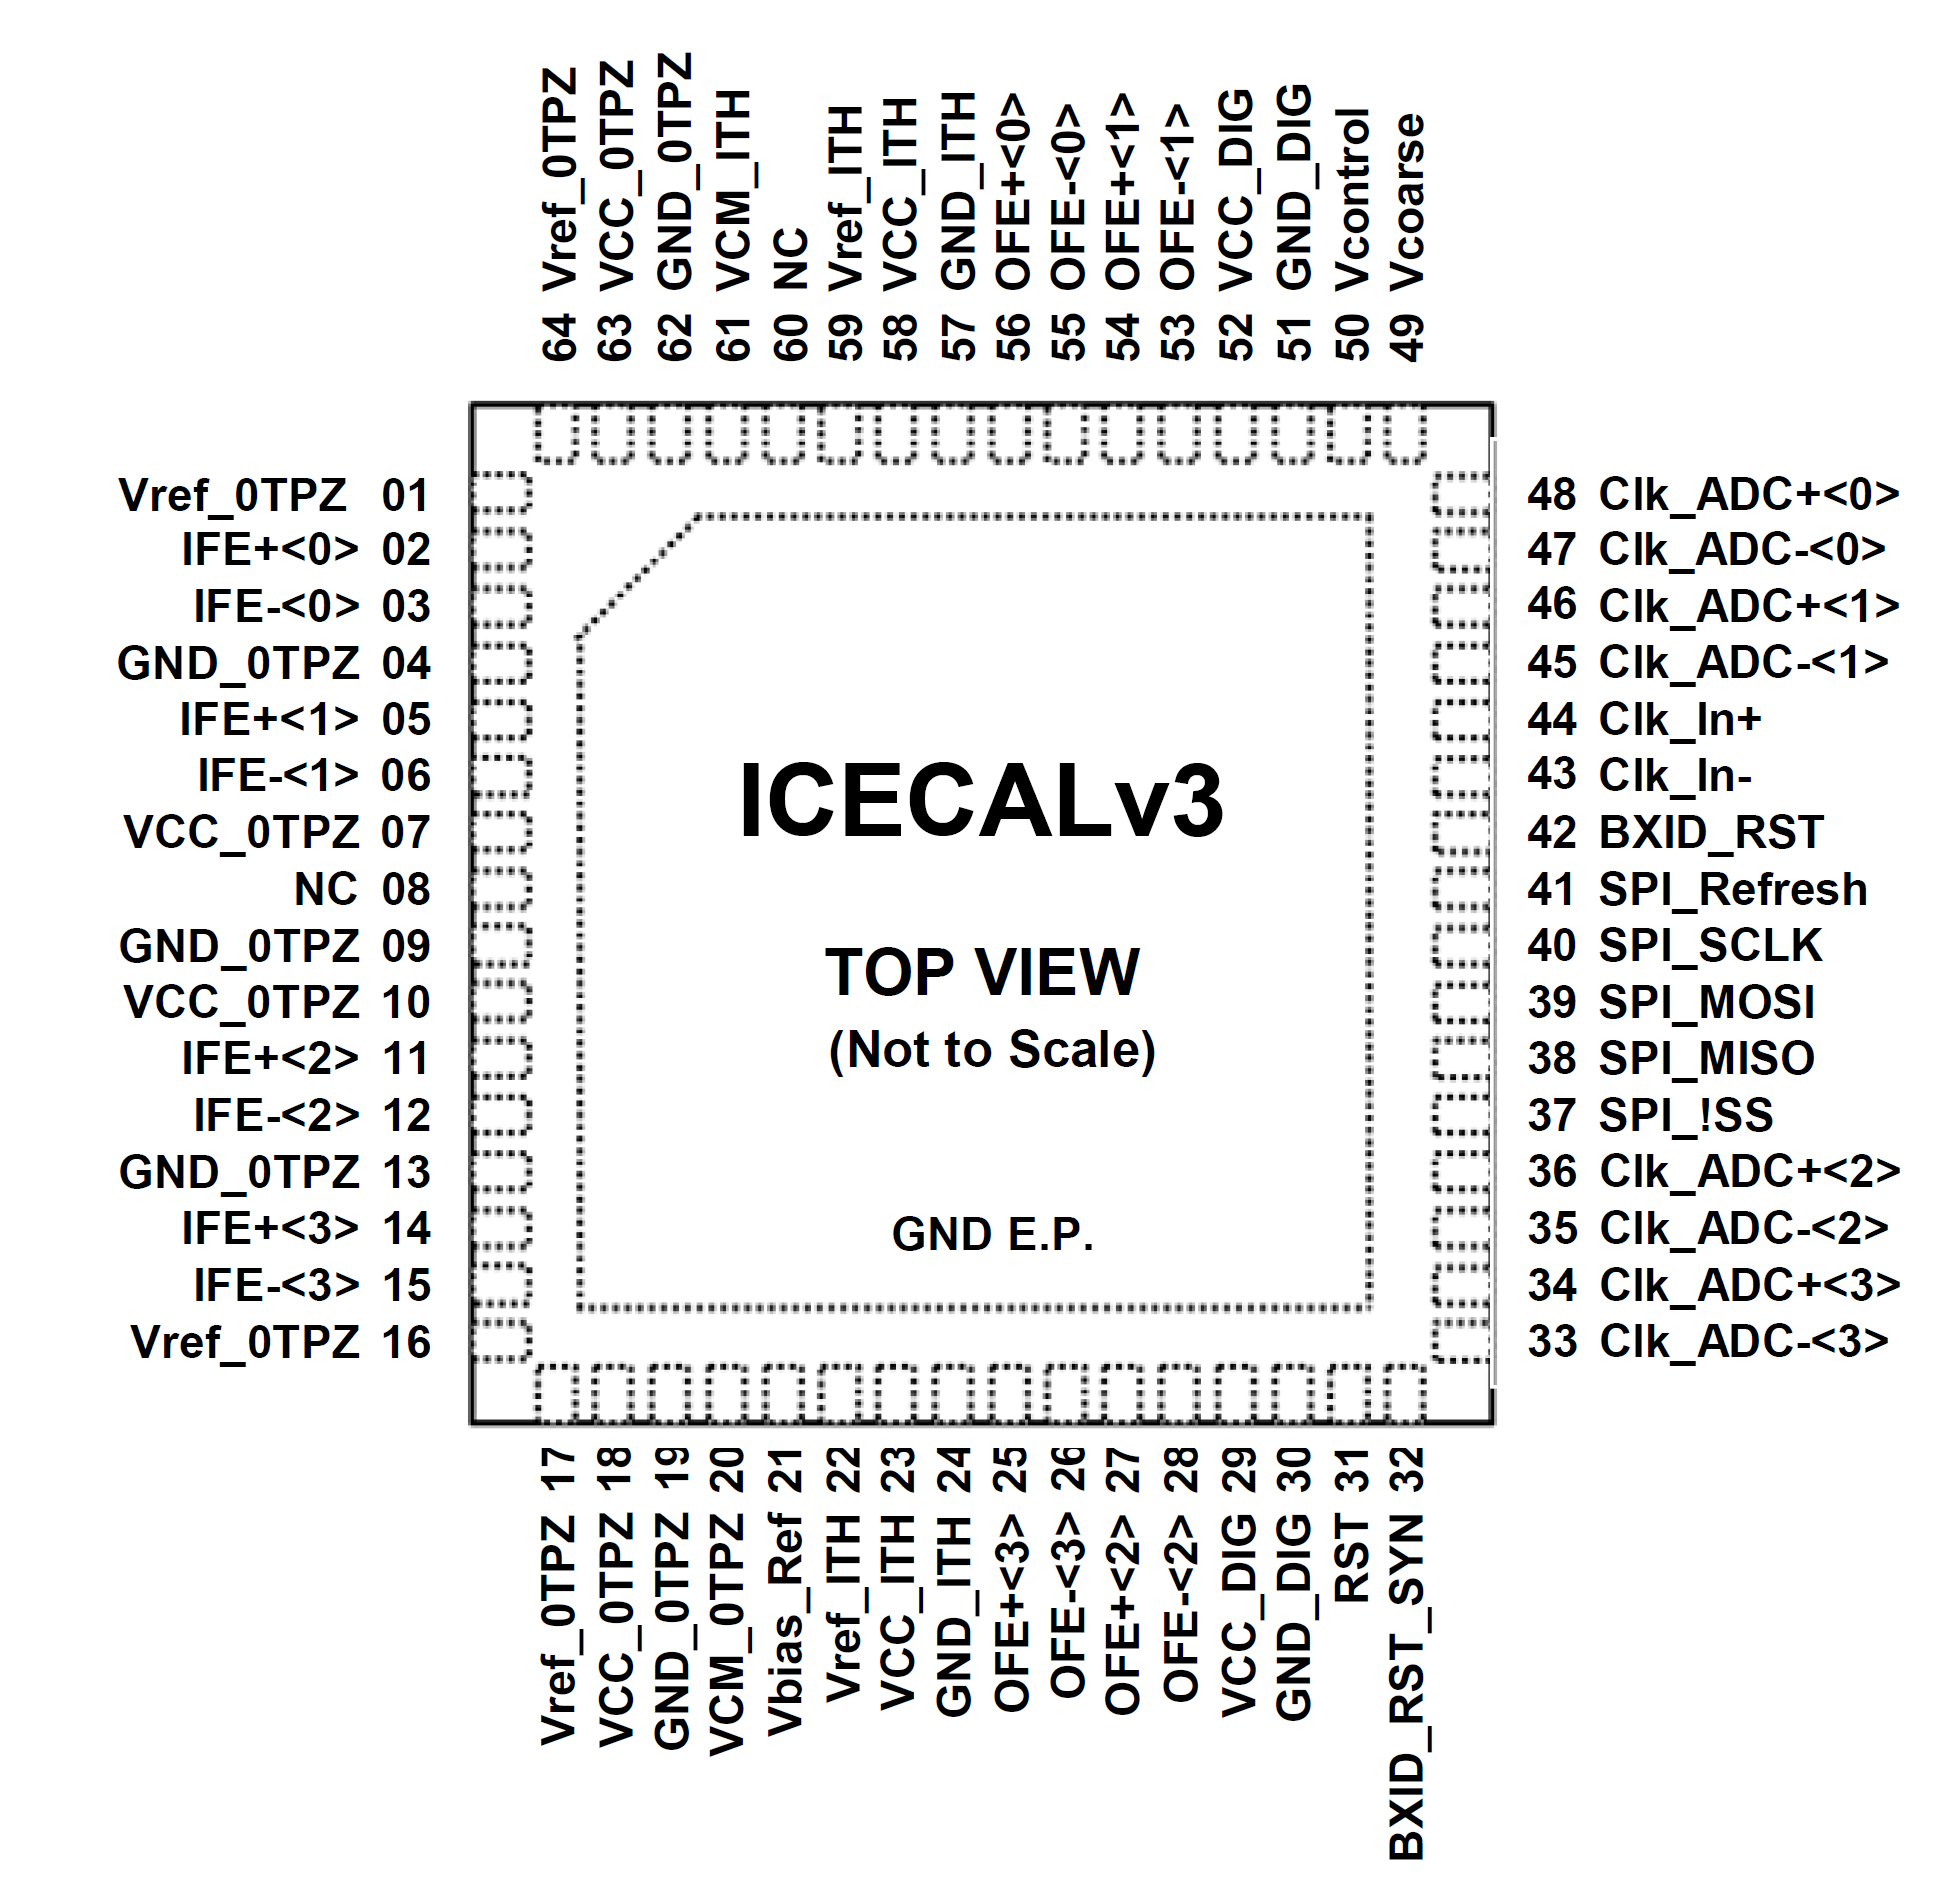 64 Vref_0TPZ
63 VCC_0TPZ
62 GND_0TPZ
61 VCM_ITH
60 NC
59 Vref_ITH
58 VCC_ITH
57 GND_ITH
56 OFE+<0>
55 OFE-<0>
54 OFE+<1>
53 OFE-<1>
52 VCC_DIG
51 GND_DIG
50 Vcontrol
49 Vcoarse
Vref_0TPZ 01
IFE+<0> 02
IFE-<0> 03
GND_0TPZ 04
IFE+<1> 05
IFE-<1> 06
VCC_0TPZ 07
NC 08
GND_0TPZ 09
VCC_0TPZ 10
IFE+<2> 11
IFE-<2> 12
GND_0TPZ 13
IFE+<3> 14
IFE-<3> 15
Vref_0TPZ 16
ICECALv3
TOP VIEW
(Not to Scale)
GND E.P.
48 Clk_ADC+<0>
47 Clk_ADC-<0>
46 Clk_ADC+<1>
45 Clk_ADC-<1>
44 Clk_In+
43 Clk_In-
42 BXID_RST
41 SPI_Refresh
40 SPI_SCLK
39 SPI_MOSI
38 SPI_MISO
37 SPI_!SS
36 Clk_ADC+<2>
35 Clk_ADC-<2>
34 Clk_ADC+<3>
33 Clk_ADC-<3>
Vref_0TPZ 17
VCC_0TPZ 18
GND_0TPZ 19
VCM_0TPZ 20
Vbias_Ref 21
Vref_ITH 22
VCC_ITH 23
GND_ITH 24
OFE+<3> 25
OFE-<3> 26
OFE+<2> 27
OFE-<2> 28
VCC_DIG 29
GND_DIG 30
RST 31
BXID_RST_SYN 32